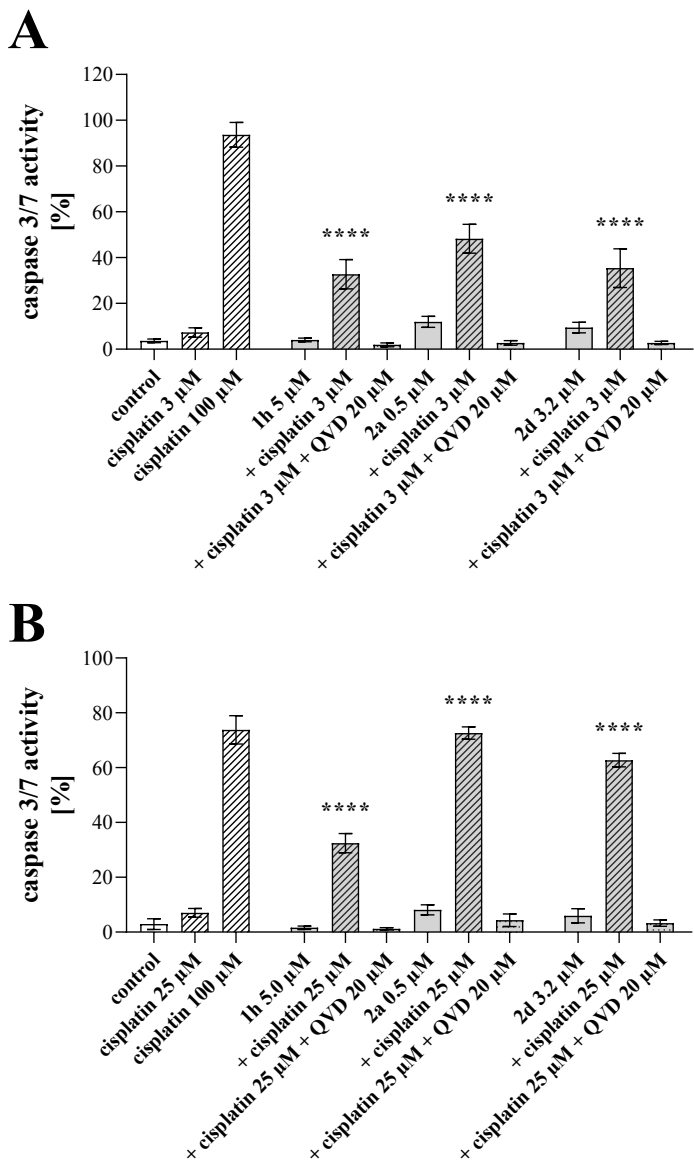 A
120
100
80
60
40
20
0
caspase 3/7 activity
[%]
****
****
****
control
cisplatin 3 µM
cisplatin 100 µM
1h 5 µM
+ cisplatin 3 µM
+ cisplatin 3 µM + QVD 20 µM
2a 0.5 µM
+ cisplatin 3 µM
+ cisplatin 3 µM + QVD 20 µM
2d 3.2 µM
+ cisplatin 3 µM
+ cisplatin 3 µM + QVD 20 µM
B
100
80
60
40
20
0
caspase 3/7 activity
[%]
****
****
****
control
cisplatin 25 µM
cisplatin 100 µM
1h 5.0 µM
+ cisplatin 25 µM
+ cisplatin 25 µM + QVD 20 µM
2a 0.5 µM
+ cisplatin 25 µM
+ cisplatin 25 µM + QVD 20 µM
2d 3.2 µM
+ cisplatin 25 µM
+ cisplatin 25 µM + QVD 20 µM